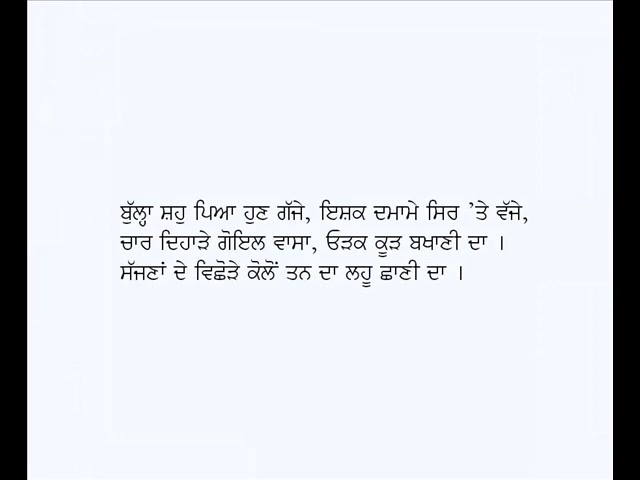 ਬੁੱਲ੍ਹਾ ਸ਼ਹੁ ਪਿਆ ਹੁਣ ਗੱਜੇ, ਇਸ਼ਕ ਦਮਾਮੇ ਸਿਰ ’ਤੇ ਵੱਜੇ,
ਚਾਰ ਦਿਹਾੜੇ ਗੋਇਲ ਵਾਸਾ, ਓੜਕ ਕੂੜ ਬਖਾਣੀ ਦਾ ।
ਸੱਜਣਾਂ ਦੇ ਵਿਛੋੜੇ ਕੋਲੋਂ ਤਨ ਦਾ ਲਹੂ ਛਾਣੀ ਦਾ ।